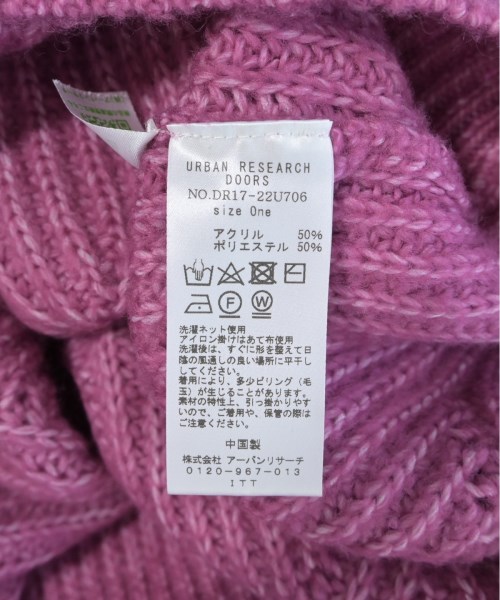 URBAN RESEARCH
DOORS
NO.DR17-22U706
size One
アクリル 50%
ポリエステル 50%
F W
洗濯ネット使用
アイロン掛けはあて布使用
洗濯後は、すぐに形を整えて日
陰の風通しの良い場所に平干し
してください。
着用により、多少ピリング(毛
玉)が生じることがあります。
素材の特性上、引っ掛かりやす
いので、ご着用や、保管の際は
ご注意ください。
中国製
株式会社 アーバンリサーチ
0120-967-013
ITT